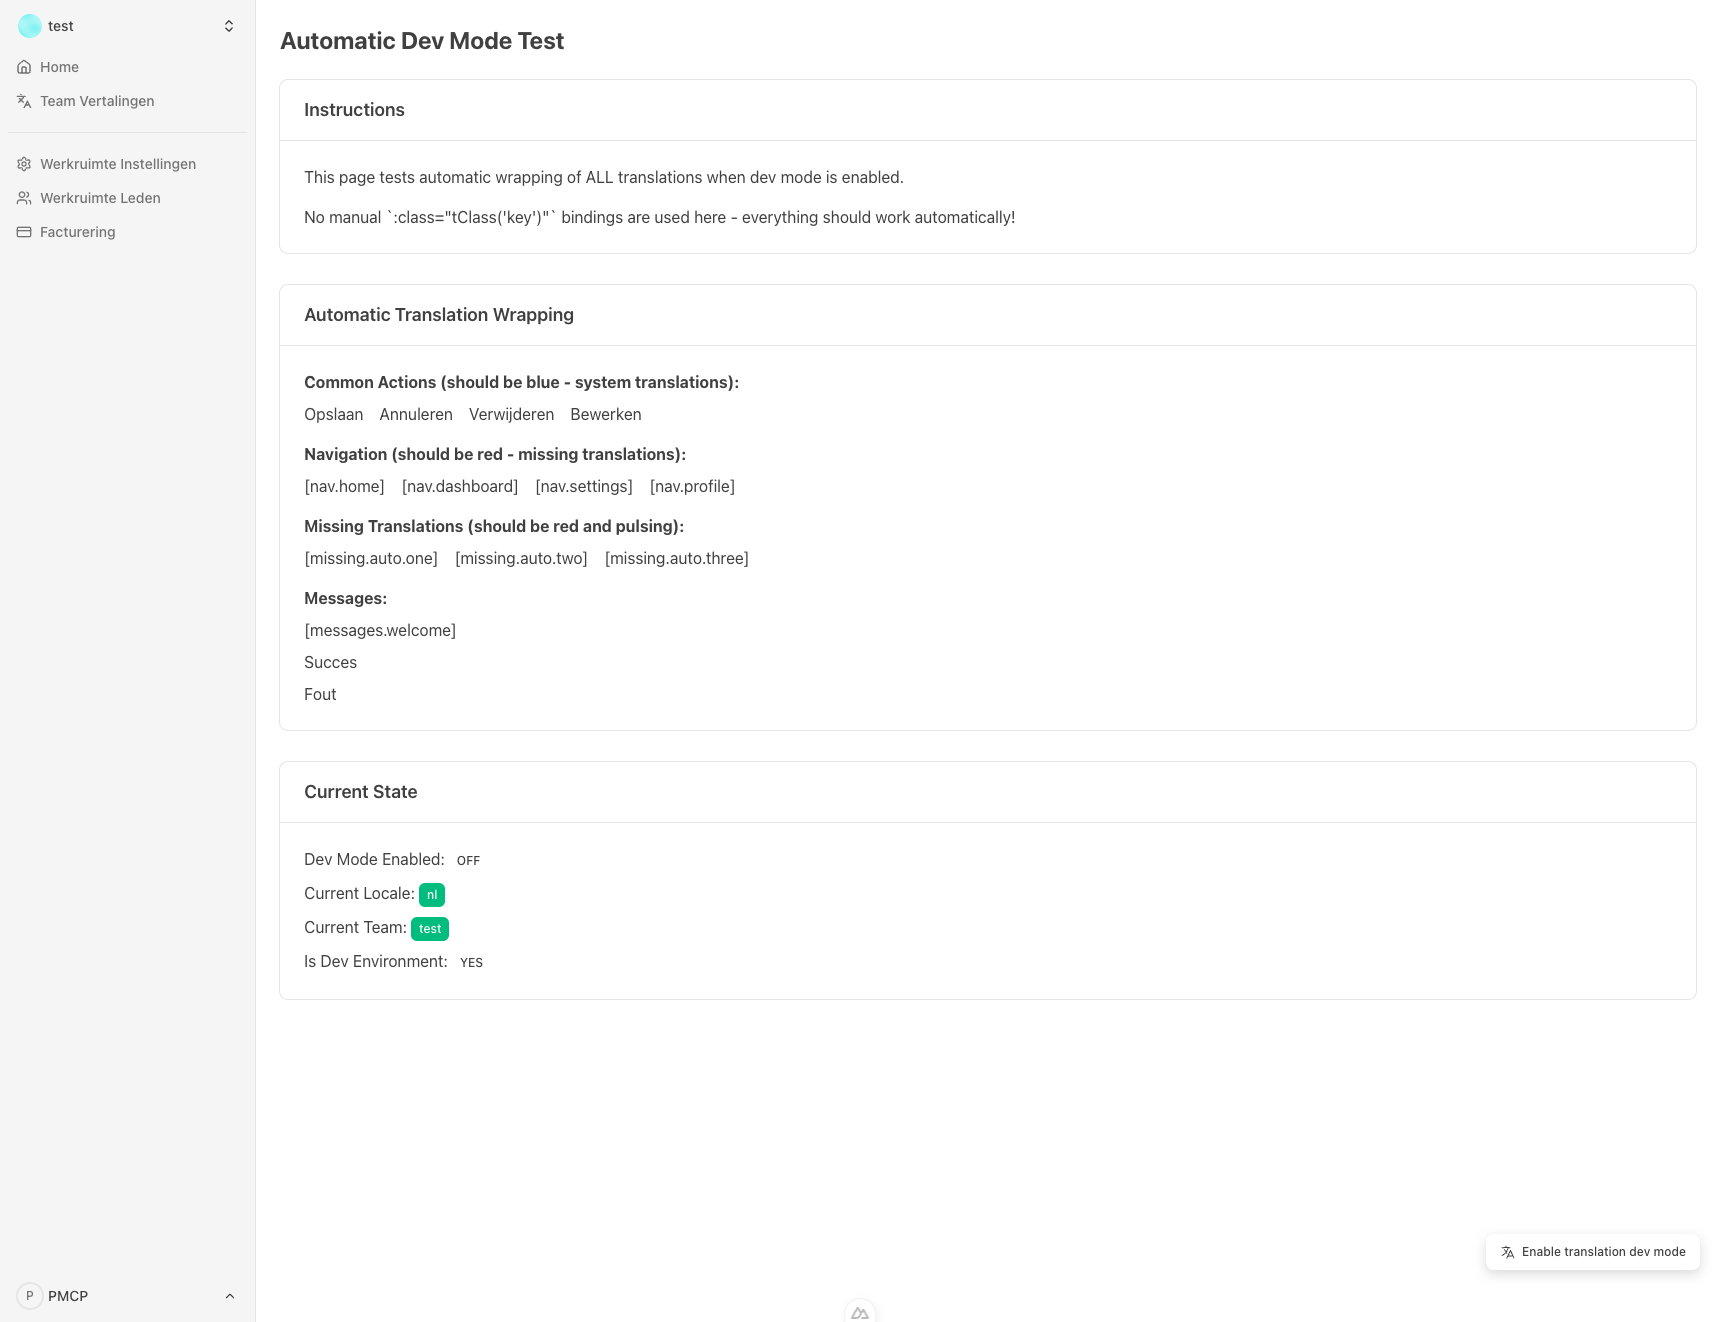 test
Home
Team Vertalingen
Werkruimte Instellingen
Werkruimte Leden
Facturering
P PMCP
Automatic Dev Mode Test
Instructions
This page tests automatic wrapping of ALL translations when dev mode is enabled.
No manual `:class="tClass('key')"` bindings are used here - everything should work automatically!
Automatic Translation Wrapping
Common Actions (should be blue - system translations):
Opslaan Annuleren Verwijderen Bewerken
Navigation (should be red - missing translations):
[nav.home] [nav.dashboard] [nav.settings] [nav.profile]
Missing Translations (should be red and pulsing):
[missing.auto.one] [missing.auto.two] [missing.auto.three]
Messages:
[messages.welcome]
Succes
Fout
Current State
Dev Mode Enabled: OFF
Current Locale: nl
Current Team: test
Is Dev Environment: YES
Enable translation dev mode